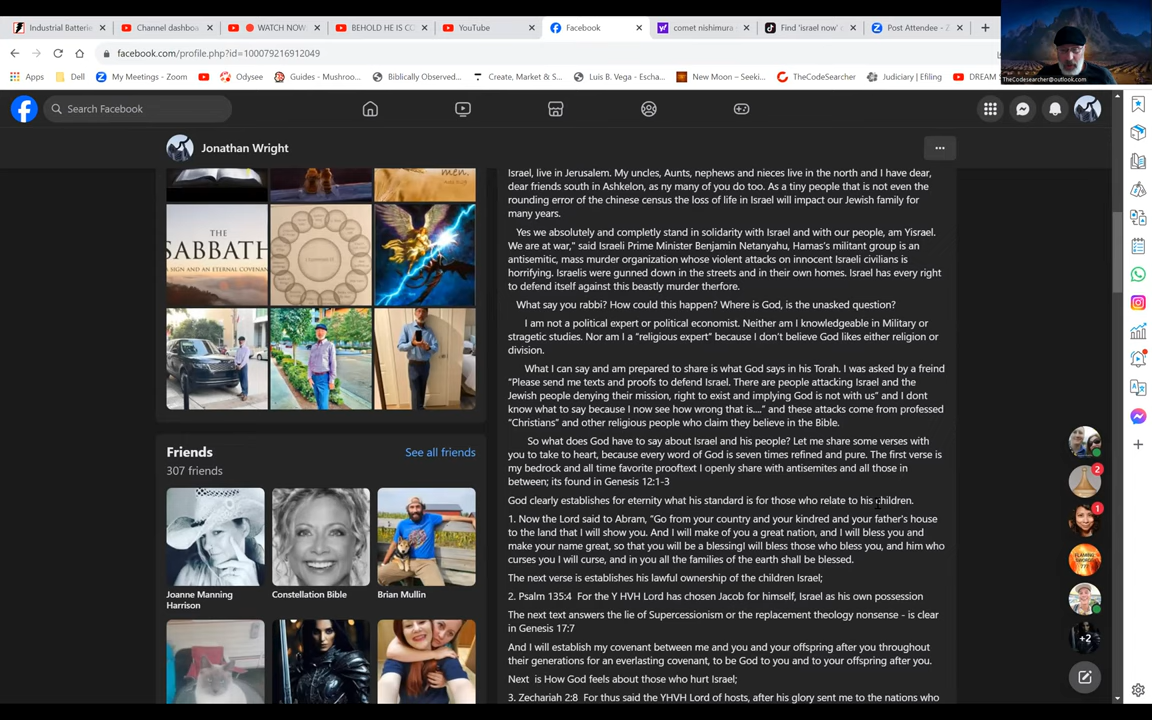 Industrial Batterie
Channel dashboa
WATCH NOW
BEHOLD HE IS CO
YouTube
Facebook
comet nishimura
Find 'israel now'
Post Attendee - Z
facebook.com/profile.php?id=100079216912049
Apps
Dell
My Meetings - Zoom
Odysee
Guides - Mushroo...
Biblically Observed...
Create, Market & S...
Luis B. Vega - Escha...
New Moon – Seeki...
TheCodeSearcher
Judiciary | Efiling
DREAM S
TheCodesearcher@outlook.com
Search Facebook
Jonathan Wright
Israel, live in Jerusalem. My uncles, Aunts, nephews and nieces live in the north and I have dear,
dear friends south in Ashkelon, as ny many of you do too. As a tiny people that is not even the
rounding error of the chinese census the loss of life in Israel will impact our Jewish family for
many years.
Yes we absolutely and completly stand in solidarity with Israel and with our people, am Yisrael.
We are at war," said Israeli Prime Minister Benjamin Netanyahu, Hamas's militant group is an
antisemitic, mass murder organization whose violent attacks on innocent Israeli civilians is
horrifying. Israelis were gunned down in the streets and in their own homes. Israel has every right
to defend itself against this beastly murder therfore.
What say you rabbi? How could this happen? Where is God, is the unasked question?
I am not a political expert or political economist. Neither am I knowledgeable in Military or
stragetic studies. Nor am I a "religious expert" because I don't believe God likes either religion or
division.
What I can say and am prepared to share is what God says in his Torah. I was asked by a freind
"Please send me texts and proofs to defend Israel. There are people attacking Israel and the
Jewish people denying their mission, right to exist and implying God is not with us" and I dont
know what to say because I now see how wrong that is...." and these attacks come from professed
"Christians" and other religious people who claim they believe in the Bible.
So what does God have to say about Israel and his people? Let me share some verses with
you to take to heart, because every word of God is seven times refined and pure. The first verse is
my bedrock and all time favorite prooftext I openly share with antisemites and all those in
between; its found in Genesis 12:1-3
God clearly establishes for eternity what his standard is for those who relate to his children.
1. Now the Lord said to Abram, "Go from your country and your kindred and your father's house
to the land that I will show you. And I will make of you a great nation, and I will bless you and
make your name great, so that you will be a blessingI will bless those who bless you, and him who
curses you I will curse, and in you all the families of the earth shall be blessed.
The next verse is establishes his lawful ownership of the children Israel;
2. Psalm 135:4 For the Y HVH Lord has chosen Jacob for himself, Israel as his own possession
The next text answers the lie of Supercessionism or the replacement theology nonsense - is clear
in Genesis 17:7
And I will establish my covenant between me and you and your offspring after you throughout
their generations for an everlasting covenant, to be God to you and to your offspring after you.
Next is How God feels about those who hurt Israel;
3. Zechariah 2:8 For thus said the YHVH Lord of hosts, after his glory sent me to the nations who
men.
THE
SABBATH
A SIGN AND AN ETERNAL COVENANT
Friends
See all friends
307 friends
Joanne Manning
Harrison
Constellation Bible
Brian Mullin
2
1
FLAMING
SWORD
777
+2